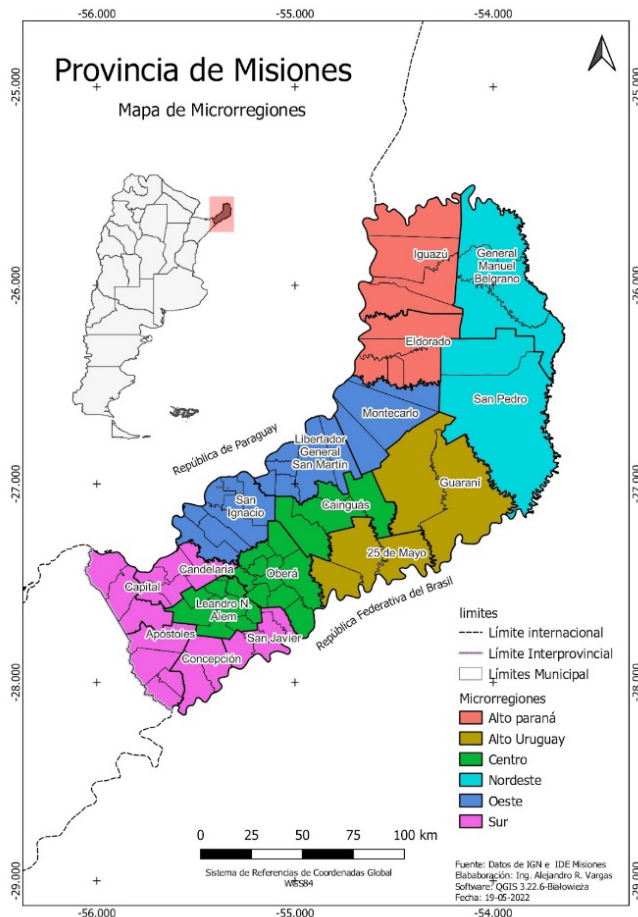 -56.000
-55.000
-54.000
Provincia de Misiones
Mapa de Microrregiones
-25.000
-25.000
-26.000
-26.000
-27.000
-27.000
-28.000
-28.000
-29.000
-29.000
Iguazú
General
Manuel
Belgrano
Eldorado
San Pedro
Montecarlo
República de Paraguay
Libertador
General
San Martín
Guaraní
San
Ignacio
Cainguás
25 de Mayo
Candelaria
Oberá
Capital
Leandro N.
Alem
República Federativa del Brasil
Apóstoles
San Javier
Concepción
limites
Límite internacional
Límite Interprovincial
Límites Municipal
Microrregiones
Alto paraná
Alto Uruguay
Centro
Nordeste
Oeste
Sur
0 25 50 75 100 km
Sistema de Referencias de Coordenadas Global
WGS84
Fuente: Datos de IGN e IDE Misiones
Elababoración: Ing. Alejandro R. Vargas
Software: QGIS 3.22.6-Białowieża
Fecha: 19-05-2022
-56.000
-55.000
-54.000